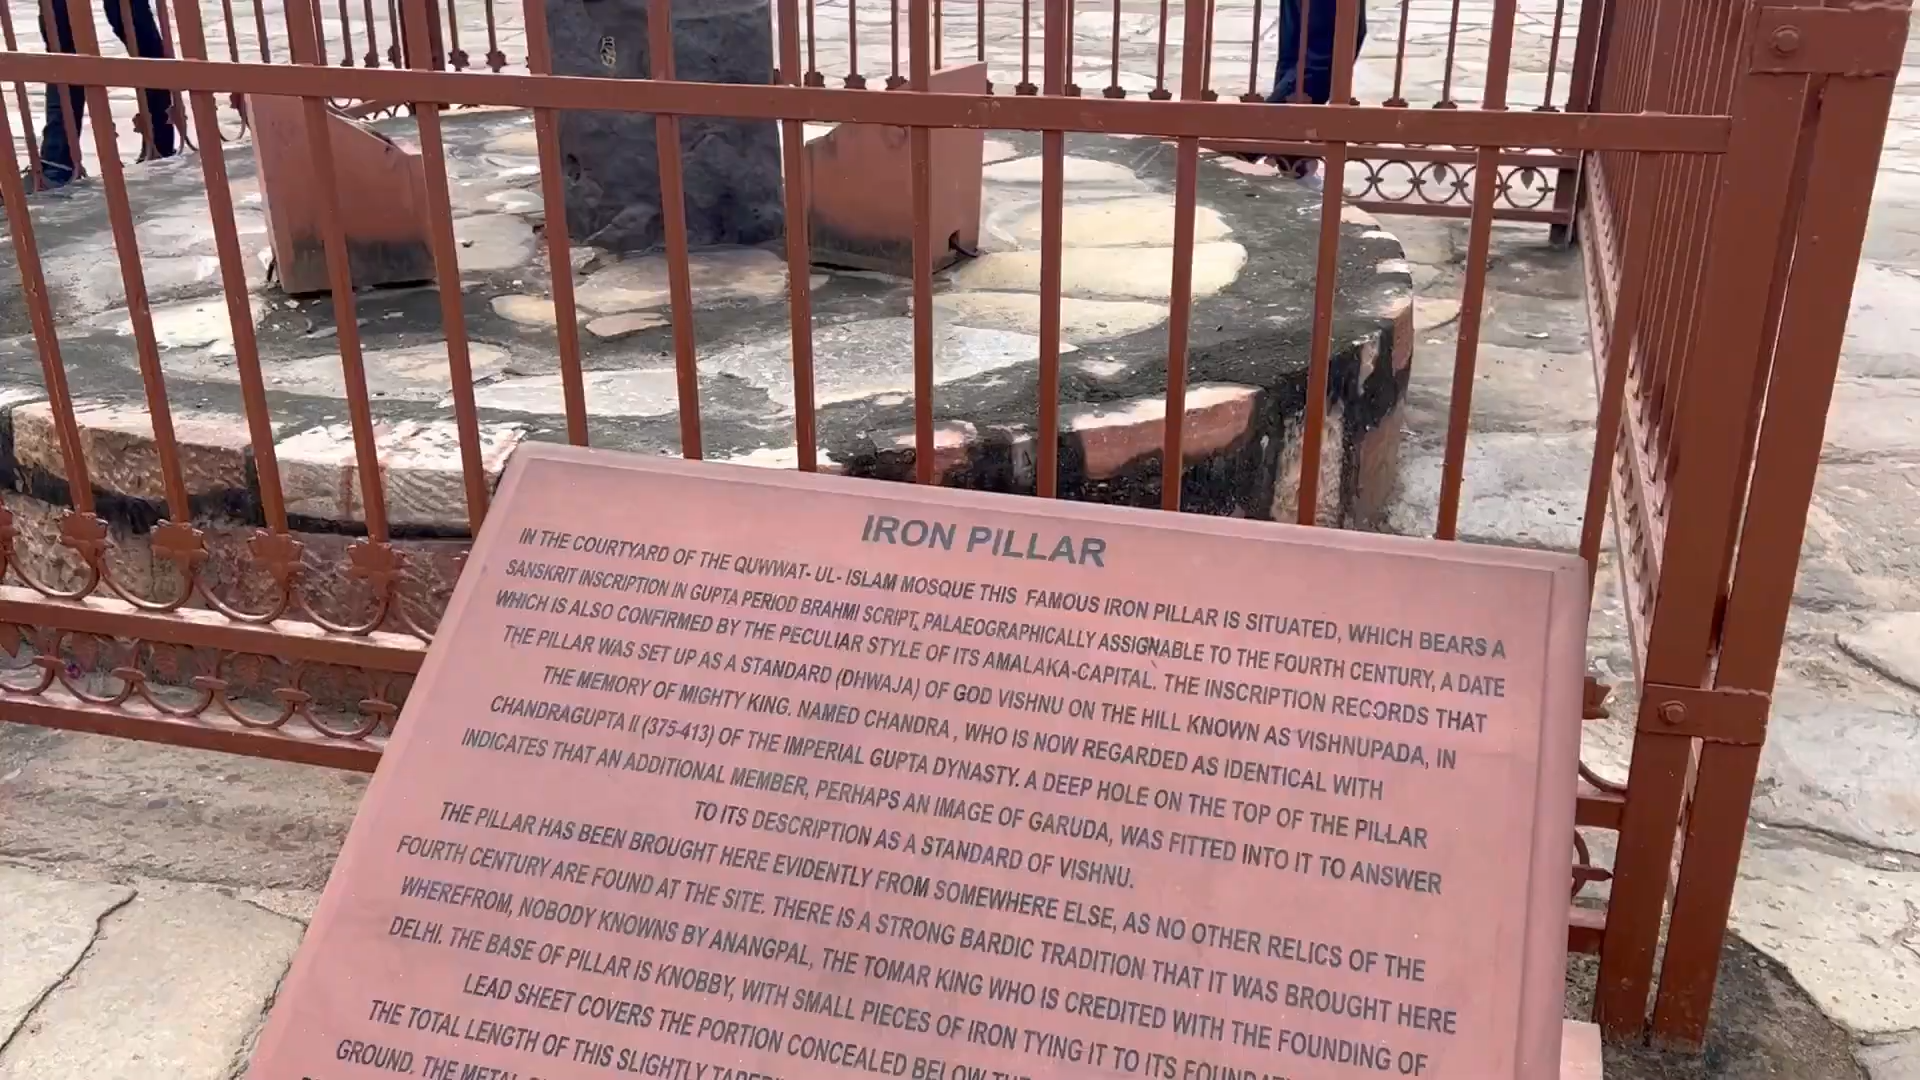 IRON PILLAR
IN THE COURTYARD OF THE QUWWAT- UL- ISLAM MOSQUE THIS FAMOUS IRON PILLAR IS SITUATED, WHICH BEARS A
SANSKRIT INSCRIPTION IN GUPTA PERIOD BRAHMI SCRIPT, PALAEOGRAPHICALLY ASSIGNABLE TO THE FOURTH CENTURY, A DATE
WHICH IS ALSO CONFIRMED BY THE PECULIAR STYLE OF ITS AMALAKA-CAPITAL. THE INSCRIPTION RECORDS THAT
THE PILLAR WAS SET UP AS A STANDARD (DHWAJA) OF GOD VISHNU ON THE HILL KNOWN AS VISHNUPADA, IN
THE MEMORY OF MIGHTY KING. NAMED CHANDRA, WHO IS NOW REGARDED AS IDENTICAL WITH
CHANDRAGUPTA II (375-413) OF THE IMPERIAL GUPTA DYNASTY. A DEEP HOLE ON THE TOP OF THE PILLAR
INDICATES THAT AN ADDITIONAL MEMBER, PERHAPS AN IMAGE OF GARUDA, WAS FITTED INTO IT TO ANSWER
TO ITS DESCRIPTION AS A STANDARD OF VISHNU.
THE PILLAR HAS BEEN BROUGHT HERE EVIDENTLY FROM SOMEWHERE ELSE, AS NO OTHER RELICS OF THE
FOURTH CENTURY ARE FOUND AT THE SITE. THERE IS A STRONG BARDIC TRADITION THAT IT WAS BROUGHT HERE
WHEREFROM, NOBODY KNOWNS BY ANANGPAL, THE TOMAR KING WHO IS CREDITED WITH THE FOUNDING OF
DELHI. THE BASE OF PILLAR IS KNOBBY, WITH SMALL PIECES OF IRON TYING IT TO ITS
LEAD SHEET COVERS THE PORTION CONCEALED BELOW
THE TOTAL LENGTH OF THIS SLIGHTLY
GROUND. THE METAL